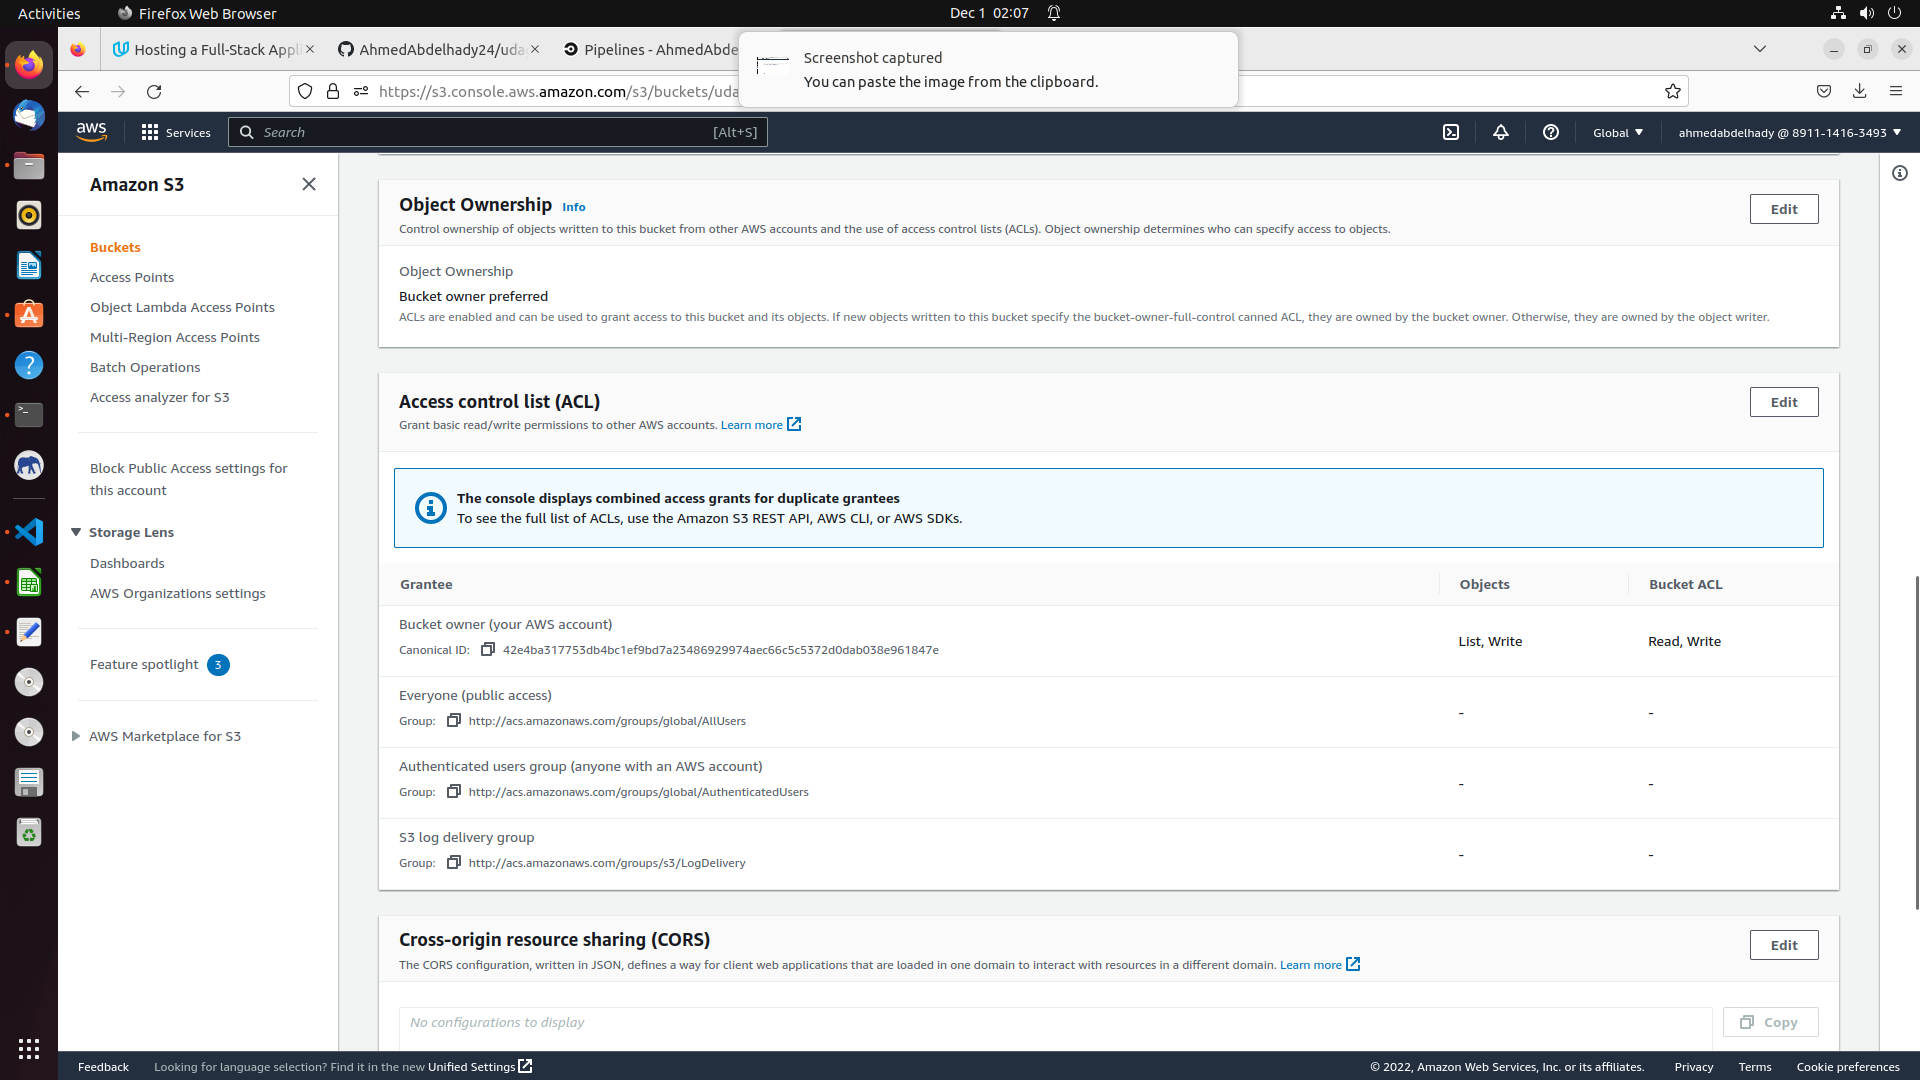 Activities
Firefox Web Browser
Dec 1 02:07
Hosting a Full-Stack Appl
AhmedAbdelhady24/uda
Pipelines - AhmedAbde
Screenshot captured
You can paste the image from the clipboard.
https://s3.console.aws.amazon.com/s3/buckets/uda
aws
Services
Search
[Alt+S]
Global
ahmedabdelhady @ 8911-1416-3493
Amazon S3
Buckets
Access Points
Object Lambda Access Points
Multi-Region Access Points
Batch Operations
Access analyzer for S3
Block Public Access settings for
this account
Storage Lens
Dashboards
AWS Organizations settings
Feature spotlight 3
AWS Marketplace for S3
Object Ownership Info
Edit
Control ownership of objects written to this bucket from other AWS accounts and the use of access control lists (ACLs). Object ownership determines who can specify access to objects.
Object Ownership
Bucket owner preferred
ACLs are enabled and can be used to grant access to this bucket and its objects. If new objects written to this bucket specify the bucket-owner-full-control canned ACL, they are owned by the bucket owner. Otherwise, they are owned by the object writer.
Access control list (ACL)
Edit
Grant basic read/write permissions to other AWS accounts. Learn more
The console displays combined access grants for duplicate grantees
To see the full list of ACLs, use the Amazon S3 REST API, AWS CLI, or AWS SDKs.
Grantee Objects Bucket ACL
Bucket owner (your AWS account)
Canonical ID: 42e4ba317753db4bc1ef9bd7a23486929974aec66c5c5372d0dab038e961847e
List, Write
Read, Write
Everyone (public access)
Group: http://acs.amazonaws.com/groups/global/AllUsers
-
-
Authenticated users group (anyone with an AWS account)
Group: http://acs.amazonaws.com/groups/global/AuthenticatedUsers
-
-
S3 log delivery group
Group: http://acs.amazonaws.com/groups/s3/LogDelivery
-
-
Cross-origin resource sharing (CORS)
Edit
The CORS configuration, written in JSON, defines a way for client web applications that are loaded in one domain to interact with resources in a different domain. Learn more
No configurations to display
Copy
Feedback
Looking for language selection? Find it in the new Unified Settings
© 2022, Amazon Web Services, Inc. or its affiliates.
Privacy
Terms
Cookie preferences